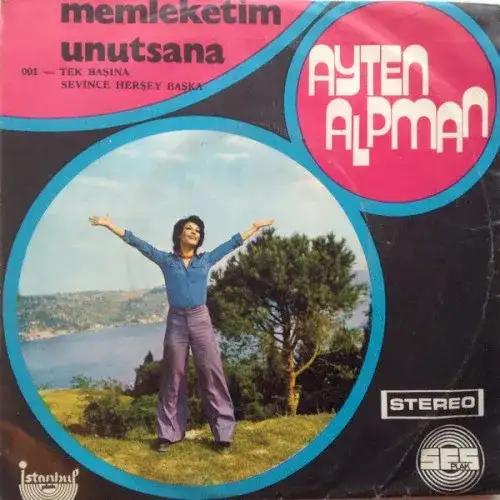 memleketim
unutsana
001 — TEK BAŞINA
SEVİNCE HERŞEY BAŞKA
AYTEN
ALPMAN
STEREO
istanbul
SES
PLAK